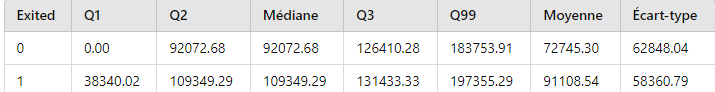 Exited Q1 Q2 Médiane Q3 Q99 Moyenne Écart-type
0 0.00 92072.68 92072.68 126410.28 183753.91 72745.30 62848.04
1 38340.02 109349.29 109349.29 131433.33 197355.29 91108.54 58360.79